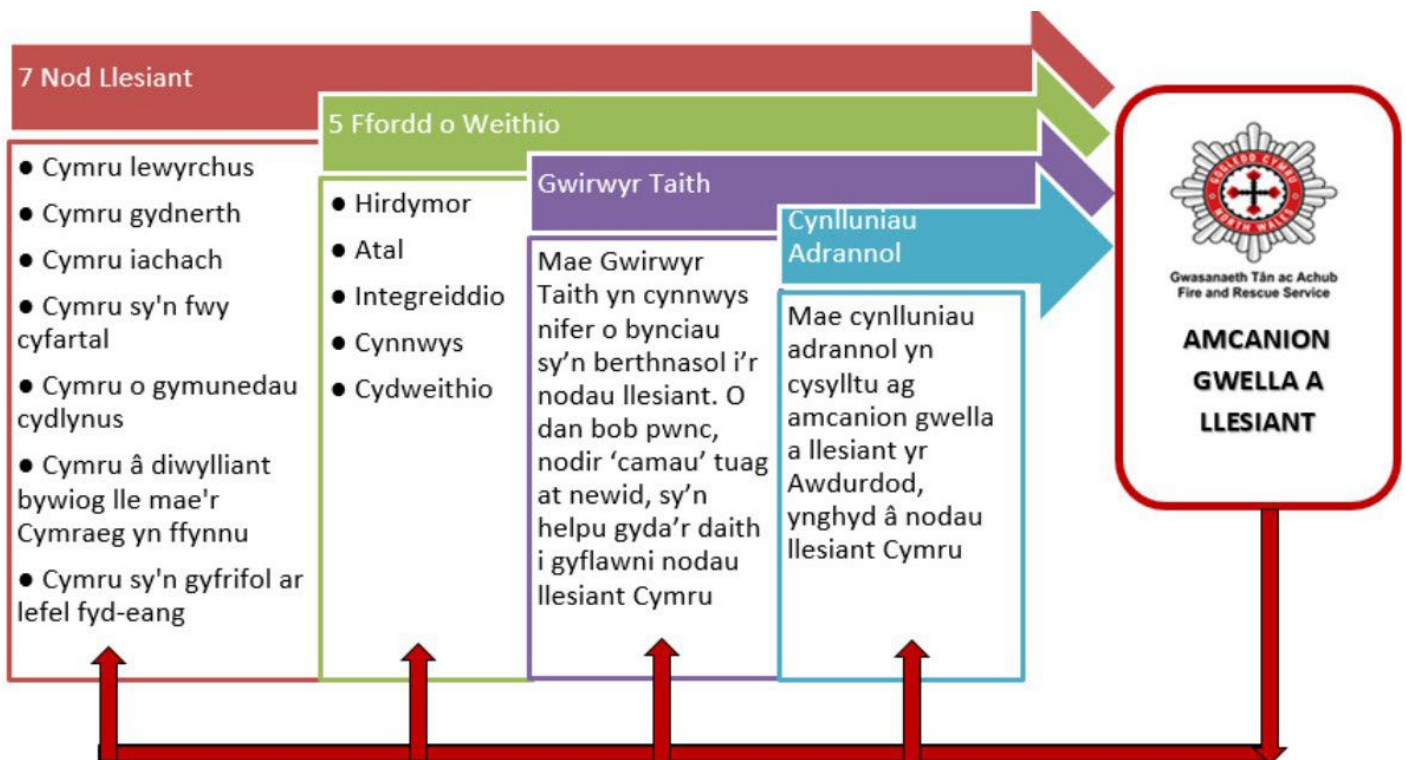 7 Nod Llesiant
● Cymru lewyrchus
● Cymru gydnerth
● Cymru iachach
● Cymru sy'n fwy
cyfartal
● Cymru o gymunedau
cydlynus
● Cymru â diwylliant
bywiog lle mae'r
Cymraeg yn ffynnu
● Cymru sy'n gyfrifol ar
lefel fyd-eang
5 Ffordd o Weithio
● Hirdymor
● Atal
● Integreiddio
● Cynnwys
● Cydweithio
Gwirwyr Taith
Mae Gwirwyr
Taith yn cynnwys
nifer o bynciau
sy’n berthnasol i’r
nodau llesiant. O
dan bob pwnc,
nodir ‘camau’ tuag
at newid, sy’n
helpu gyda’r daith
i gyflawni nodau
llesiant Cymru
Cynlluniau
Adrannol
Mae cynlluniau
adrannol yn
cysylltu ag
amcanion gwella
a llesiant yr
Awdurdod,
ynghyd â nodau
llesiant Cymru
GOGLEDD CYMRU
NORTH WALES
Gwasanaeth Tân ac Achub
Fire and Rescue Service
AMCANION
GWELLA A
LLESIANT